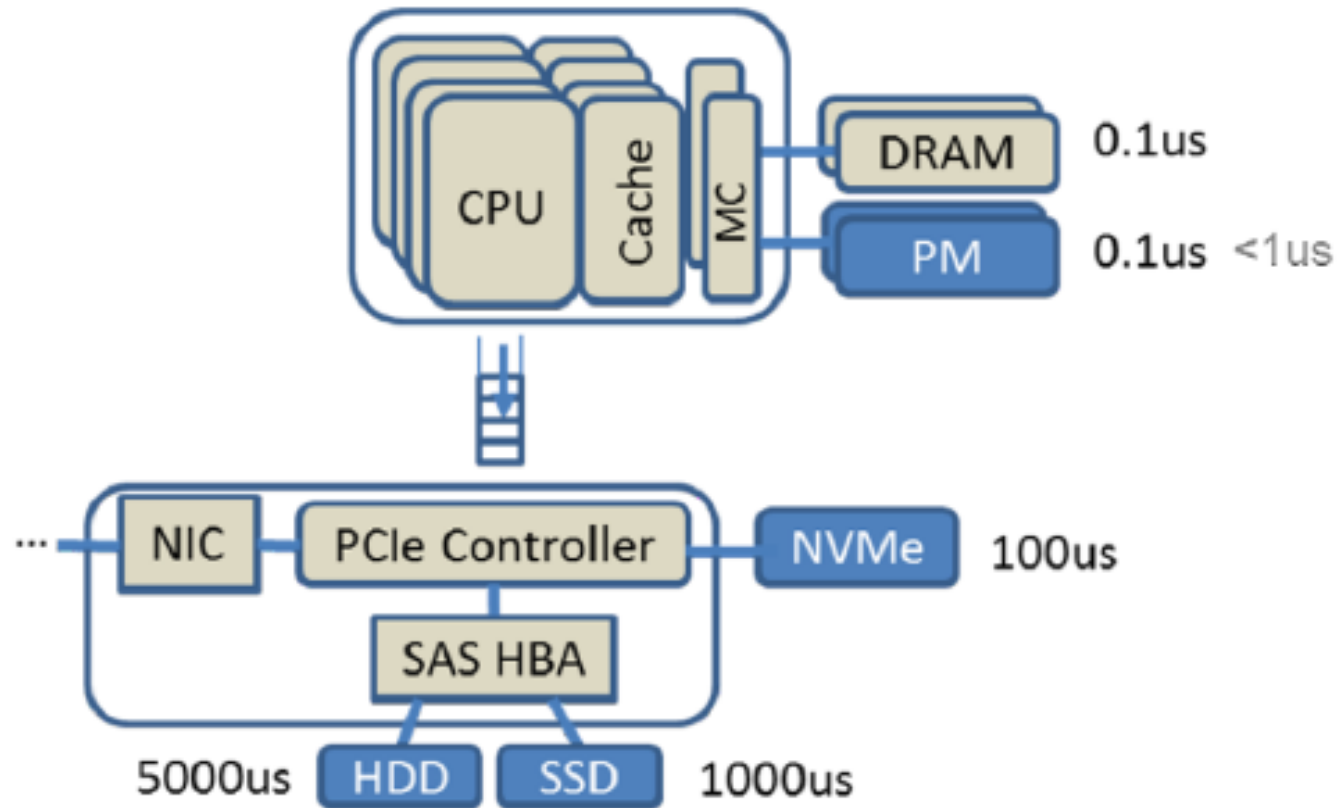 CPU
Cache
MC
DRAM
0.1us
PM
0.1us <1us
... NIC
PCIe Controller
NVMe
100us
SAS HBA
5000us
HDD
SSD
1000us